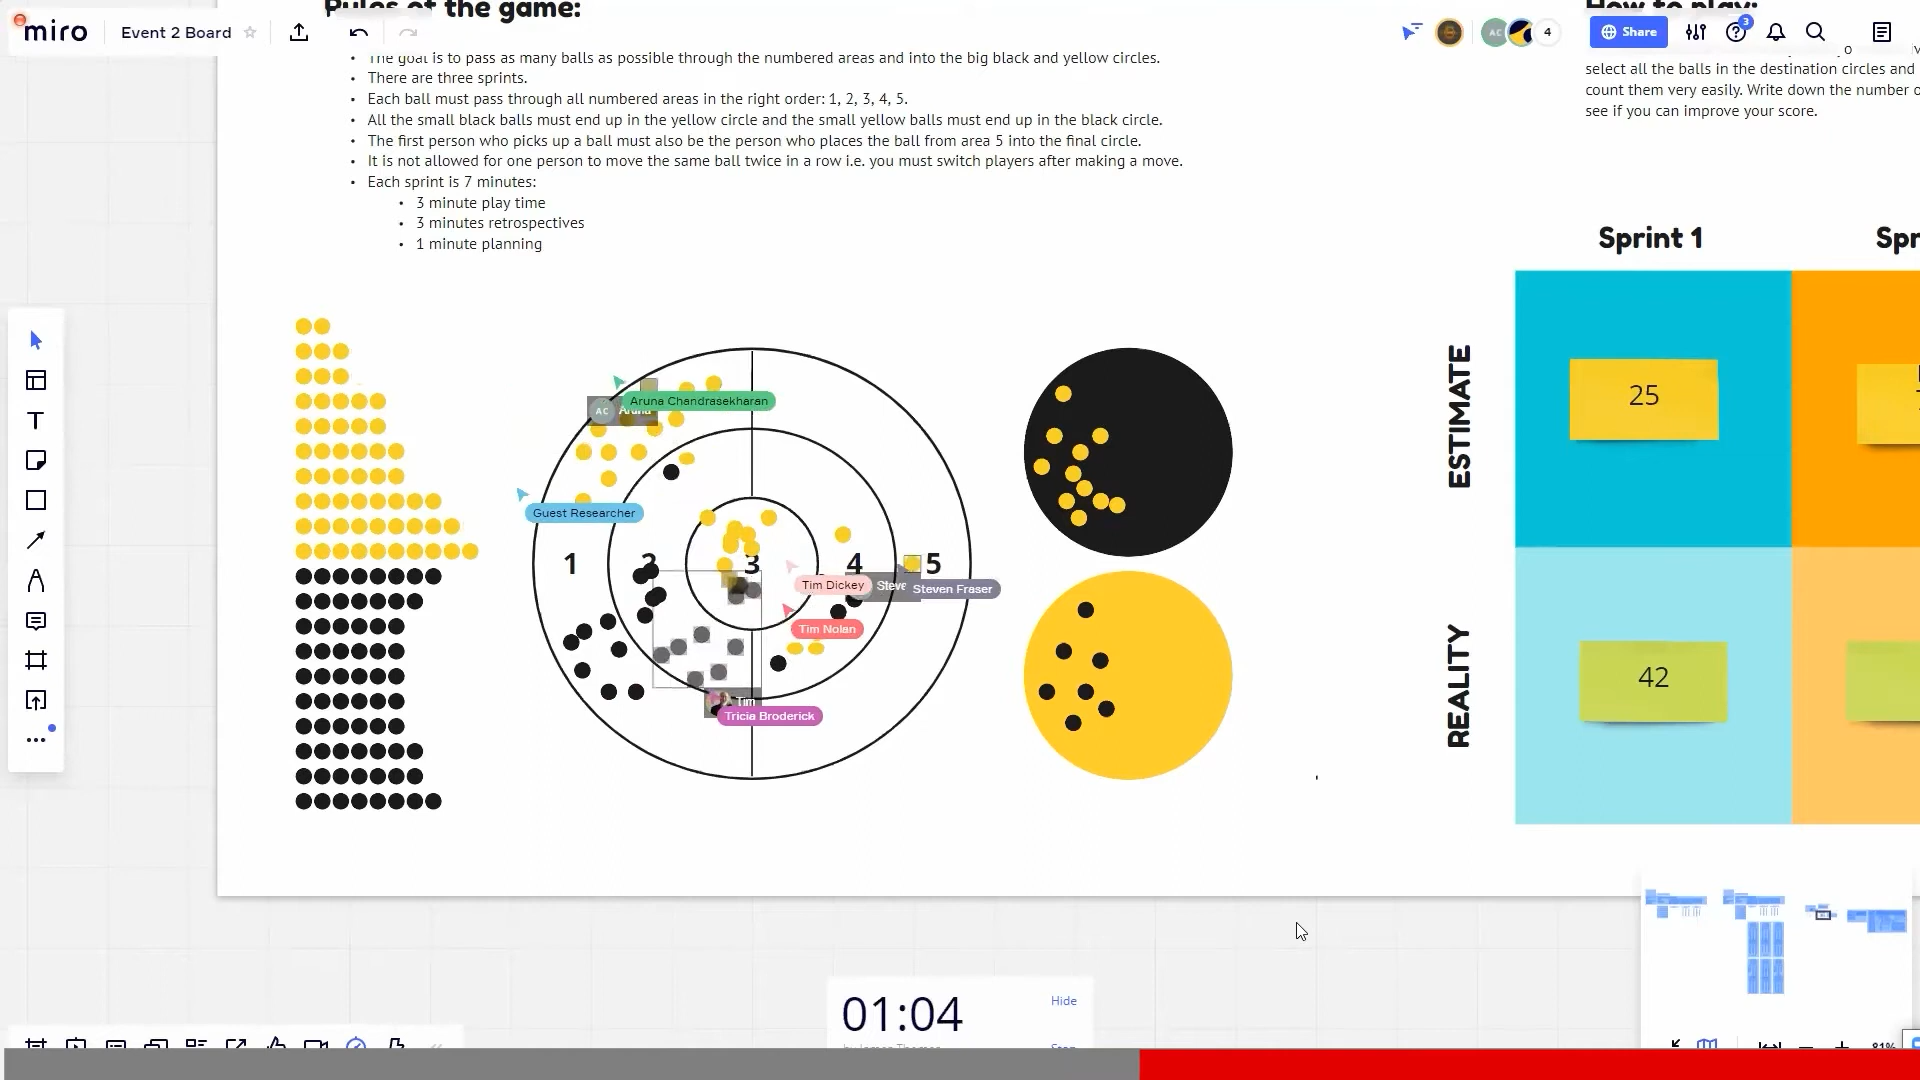 Rules of the game:
How to play:
miro
Event 2 Board
AC
4
Share
3
The goal is to pass as many balls as possible through the numbered areas and into the big black and yellow circles.
There are three sprints.
Each ball must pass through all numbered areas in the right order: 1, 2, 3, 4, 5.
All the small black balls must end up in the yellow circle and the small yellow balls must end up in the black circle.
The first person who picks up a ball must also be the person who places the ball from area 5 into the final circle.
It is not allowed for one person to move the same ball twice in a row i.e. you must switch players after making a move.
Each sprint is 7 minutes:
3 minute play time
3 minutes retrospectives
1 minute planning
select all the balls in the destination circles and
count them very easily. Write down the number
see if you can improve your score.
Sprint 1
Spr
T
ESTIMATE
25
REALITY
42
AC Aruna
Aruna Chandrasekharan
Guest Researcher
1
2
3
4
5
Tim Dickey
Steve
Steven Fraser
Tim Nolan
Tim
Tricia Broderick
01:04
Hide
by James Thomas
Stop
81%